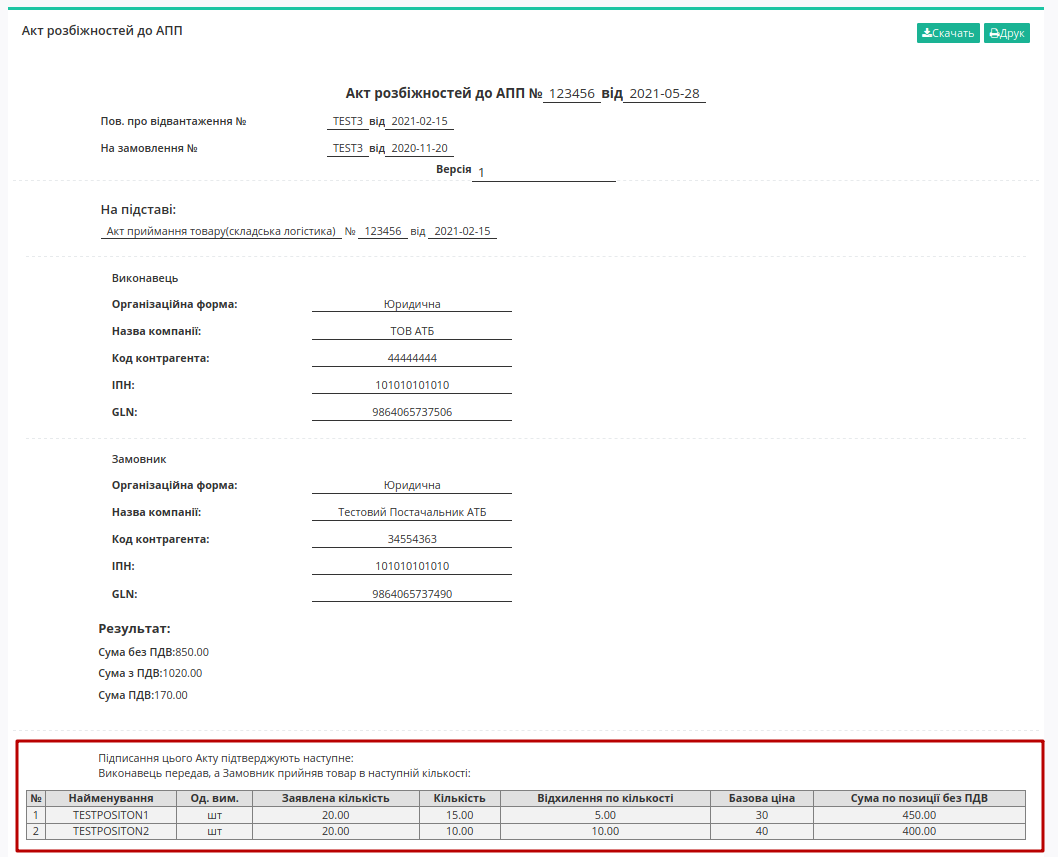 Акт розбіжностей до АПП
Скачать Друк
Акт розбіжностей до АПП № 123456 від 2021-05-28
Пов. про відвантаження № TEST3 від 2021-02-15
На замовлення № TEST3 від 2020-11-20
Версія 1
На підставі:
Акт приймання товару(складська логістика) № 123456 від 2021-02-15
Виконавець
Організаційна форма: Юридична
Назва компанії: ТОВ АТБ
Код контрагента: 44444444
ІПН: 101010101010
GLN: 9864065737506
Замовник
Організаційна форма: Юридична
Назва компанії: Тестовий Постачальник АТБ
Код контрагента: 34554363
ІПН: 101010101010
GLN: 9864065737490
Результат:
Сума без ПДВ:850.00
Сума з ПДВ:1020.00
Сума ПДВ:170.00
Підписання цього Акту підтверджують наступне:
Виконавець передав, а Замовник прийняв товар в наступній кількості:
№ Найменування Од. вим. Заявлена кількість Кількість Відхилення по кількості Базова ціна Сума по позиції без ПДВ
1 TESTPOSITON1 шт 20.00 15.00 5.00 30 450.00
2 TESTPOSITON2 шт 20.00 10.00 10.00 40 400.00